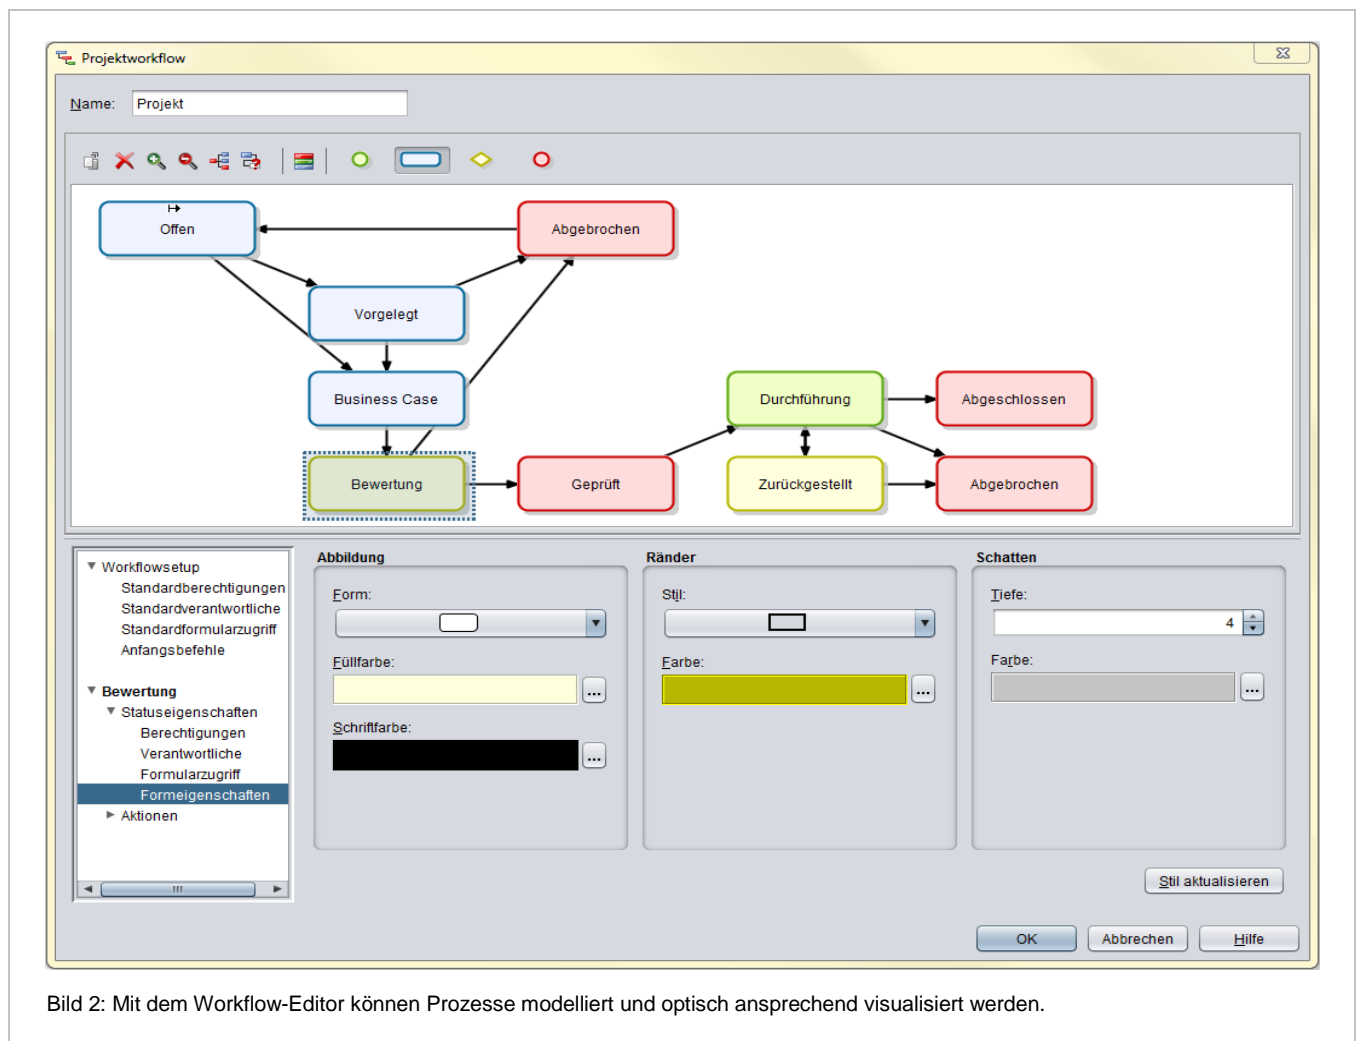 Projektworkflow
Name: Projekt
Offen
Abgebrochen
Vorgelegt
Business Case
Durchführung
Abgeschlossen
Bewertung
Geprüft
Zurückgestellt
Abgebrochen
Workflowsetup
Standardberechtigungen
Standardverantwortliche
Standardformularzugriff
Anfangsbefehle
Bewertung
Statuseigenschaften
Berechtigungen
Verantwortliche
Formularzugriff
Formeigenschaften
Aktionen
Abbildung
Form:
Füllfarbe:
...
Schriftfarbe:
...
Ränder
Stil:
Farbe:
...
Schatten
Tiefe:
4
Farbe:
...
Stil aktualisieren
OK
Abbrechen
Hilfe
Bild 2: Mit dem Workflow-Editor können Prozesse modelliert und optisch ansprechend visualisiert werden.